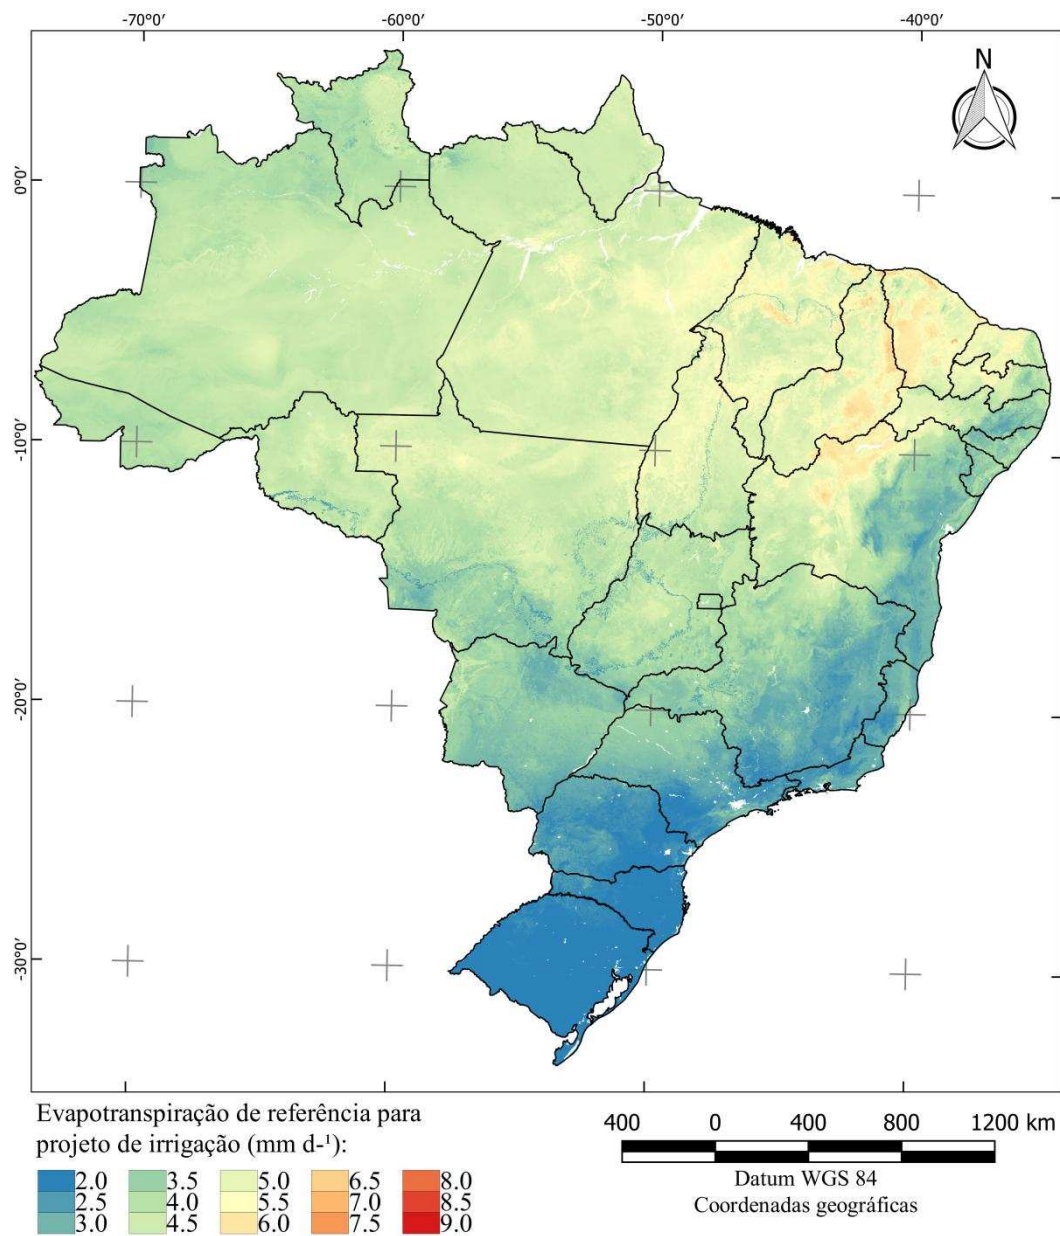 -70°0' -60°0' -50°0' -40°0'
N
0°0'
-10°0'
-20°0'
-30°0'
Evapotranspiração de referência para
projeto de irrigação (mm d-¹):
2.0 3.5 5.0 6.5 8.0
2.5 4.0 5.5 7.0 8.5
3.0 4.5 6.0 7.5 9.0
400 0 400 800 1200 km
Datum WGS 84
Coordenadas geográficas